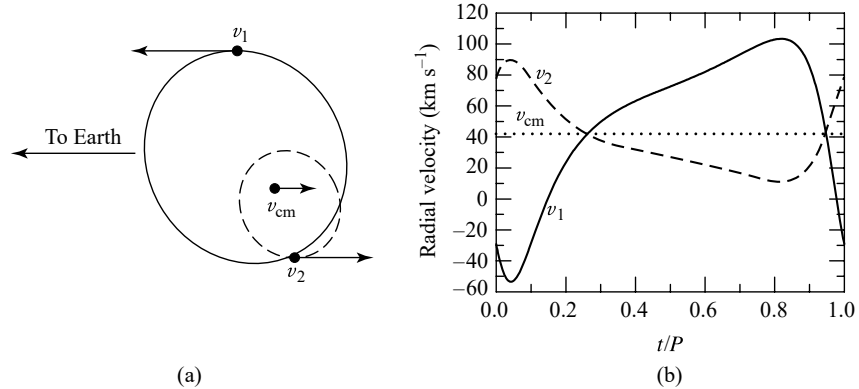 v1
To Earth
vcm
v2
(a)
120
100
80
60
40
20
0
−20
−40
−60
Radial velocity (km s−1)
v2
vcm
v1
0.0 0.2 0.4 0.6 0.8 1.0
t/P
(b)